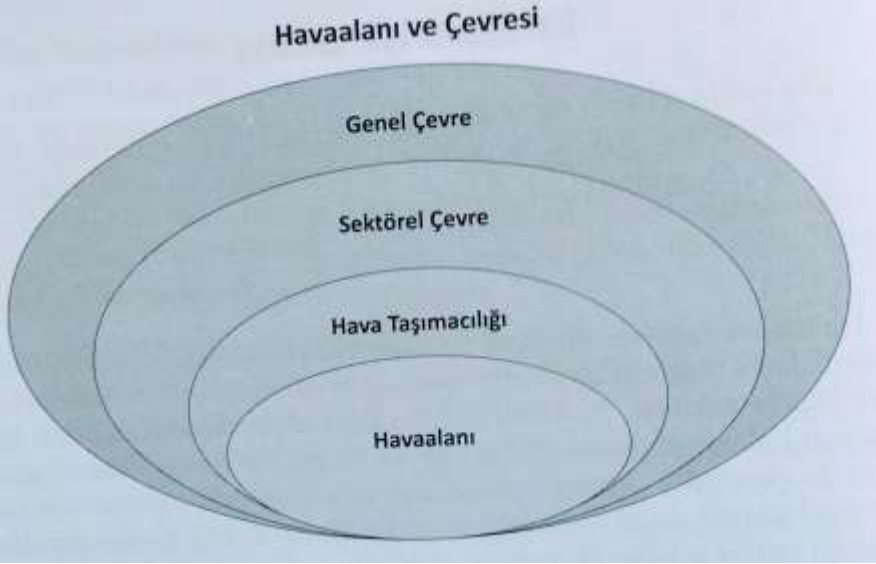 Havaalanı ve Çevresi
Genel Çevre
Sektörel Çevre
Hava Taşımacılığı
Havaalanı